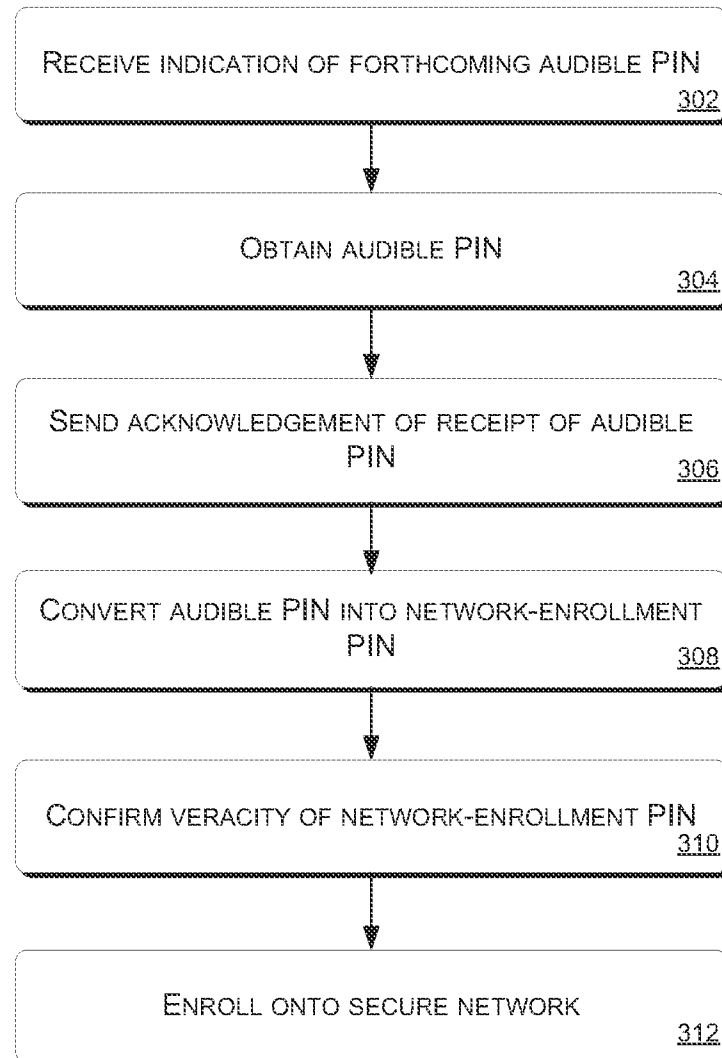 RECEIVE INDICATION OF FORTHCOMING AUDIBLE PIN
302
OBTAIN AUDIBLE PIN
304
SEND ACKNOWLEDGEMENT OF RECEIPT OF AUDIBLE
PIN
306
CONVERT AUDIBLE PIN INTO NETWORK-ENROLLMENT
PIN
308
CONFIRM VERACITY OF NETWORK-ENROLLMENT PIN
310
ENROLL ONTO SECURE NETWORK
312